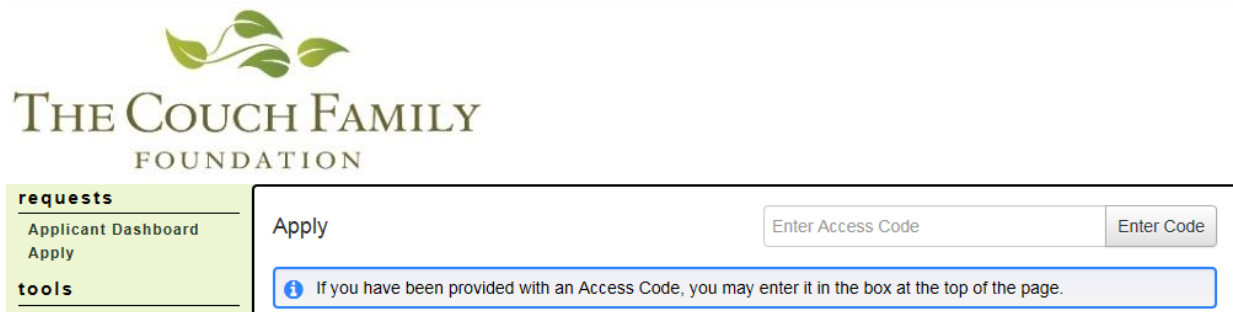 THE COUCH FAMILY
FOUNDATION
requests
Applicant Dashboard
Apply
tools
Apply
Enter Access Code
Enter Code
If you have been provided with an Access Code, you may enter it in the box at the top of the page.